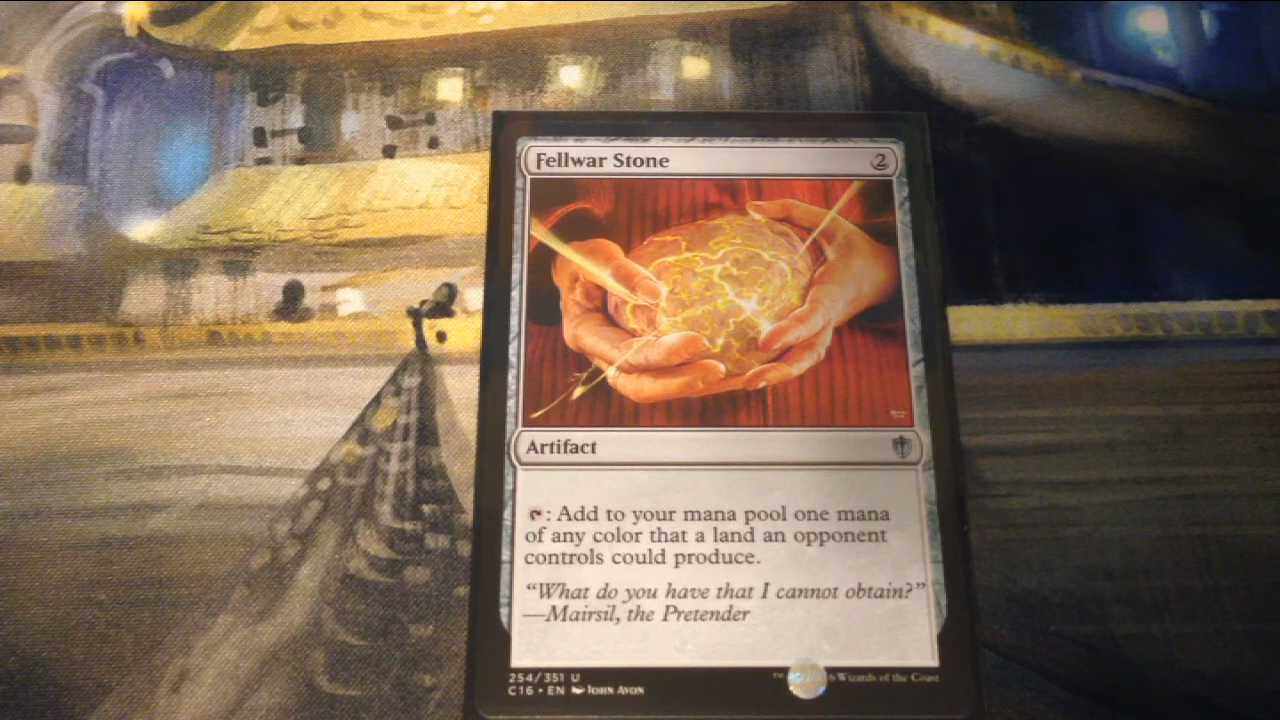 Fellwar Stone 2
Artifact
: Add to your mana pool one mana
of any color that a land an opponent
controls could produce.
“What do you have that I cannot obtain?”
—Mairsil, the Pretender
254/351 U
C16 • EN John Avon
™ & Wizards of the Coast